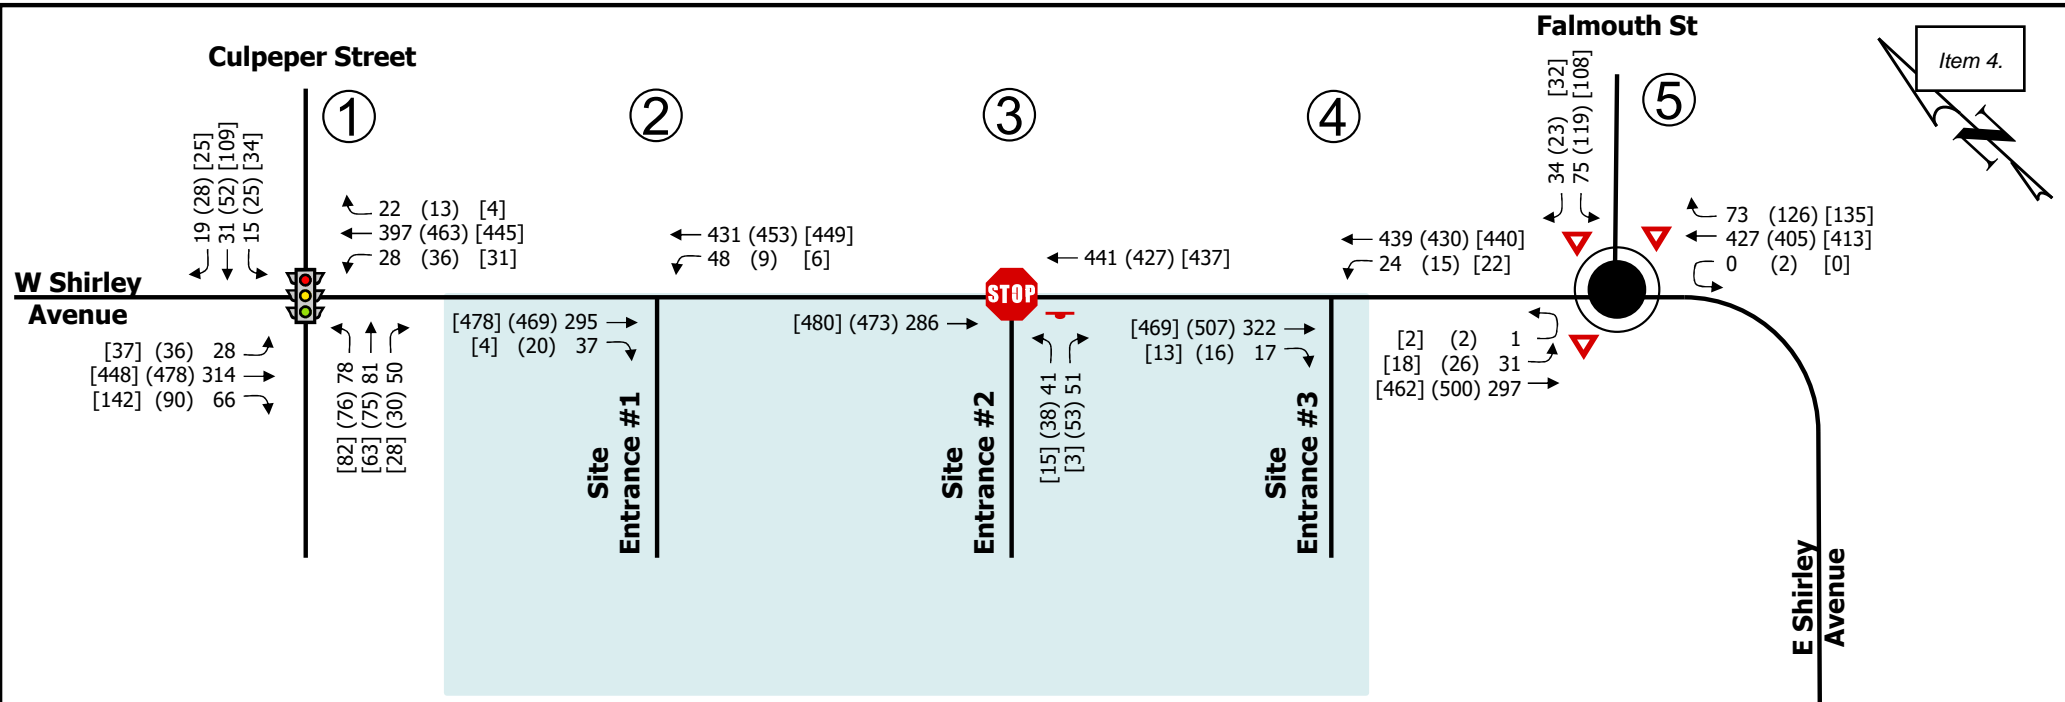 Falmouth St
Item 4.
Culpeper Street
1
2
3
4
5
19 (28) [25]
31 (52) [109]
15 (25) [34]
22 (13) [4]
397 (463) [445]
28 (36) [31]
431 (453) [449]
48 (9) [6]
441 (427) [437]
439 (430) [440]
24 (15) [22]
34 (23) [32]
75 (119) [108]
73 (126) [135]
427 (405) [413]
0 (2) [0]
W Shirley
Avenue
STOP
[37] (36) 28
[448] (478) 314
[142] (90) 66
[82] (76) 78
[63] (75) 81
[28] (30) 50
[478] (469) 295
[4] (20) 37
[480] (473) 286
[15] (38) 41
[3] (53) 51
[469] (507) 322
[13] (16) 17
[2] (2) 1
[18] (26) 31
[462] (500) 297
Site
Entrance #1
Site
Entrance #2
Site
Entrance #3
E Shirley
Avenue
N